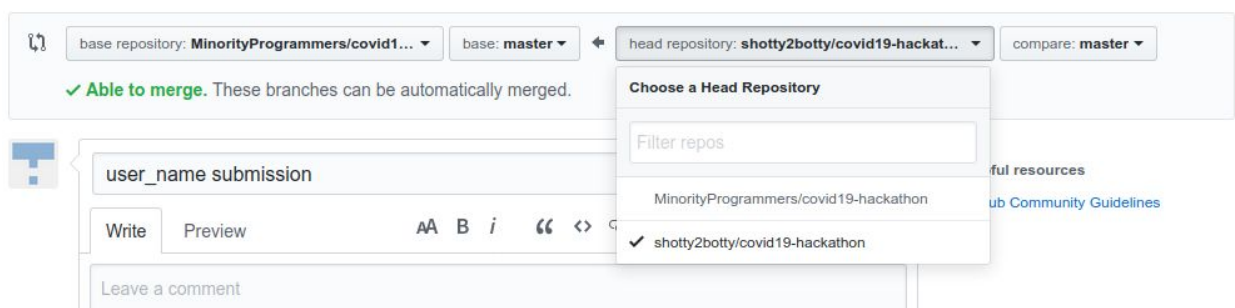 base repository: MinorityProgrammers/covid1... base: master head repository: shotty2botty/covid19-hackat... compare: master
Able to merge. These branches can be automatically merged.
Choose a Head Repository
Filter repos
MinorityProgrammers/covid19-hackathon
shotty2botty/covid19-hackathon
user_name submission
Write Preview AA B i “ <>
Leave a comment
ful resources
ub Community Guidelines